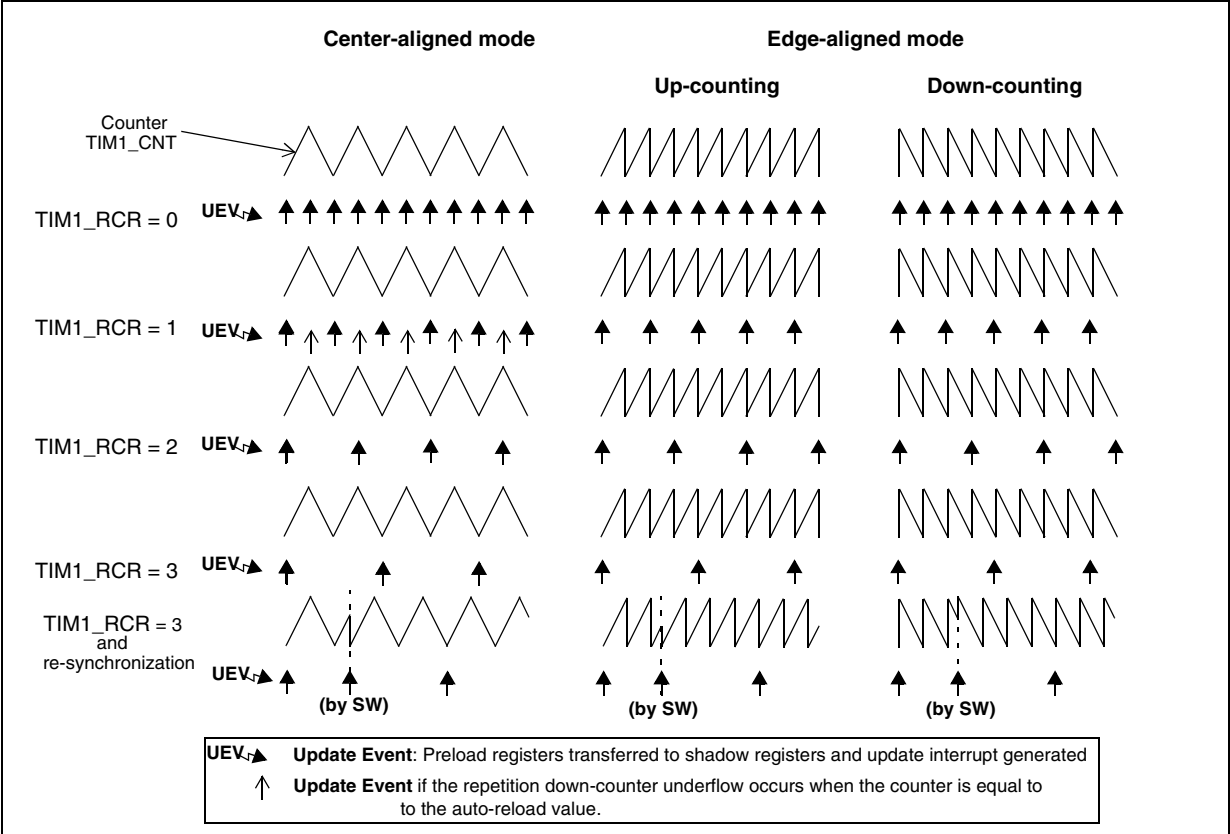 Center-aligned mode
Edge-aligned mode
Up-counting
Down-counting
Counter
TIM1_CNT
TIM1_RCR = 0
UEV
TIM1_RCR = 1
UEV
TIM1_RCR = 2
UEV
TIM1_RCR = 3
UEV
TIM1_RCR = 3
and
re-synchronization
UEV
(by SW)
(by SW)
(by SW)
UEV Update Event: Preload registers transferred to shadow registers and update interrupt generated
Update Event if the repetition down-counter underflow occurs when the counter is equal to
to the auto-reload value.